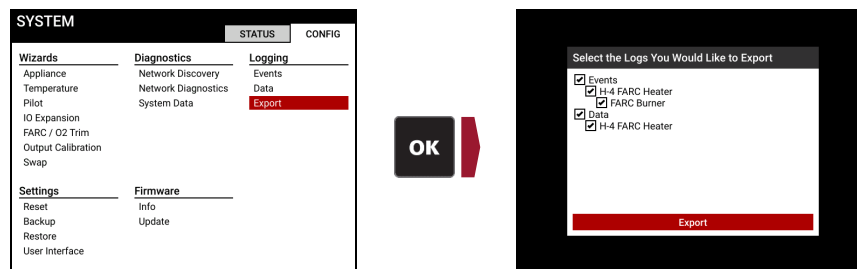 SYSTEM
STATUS
CONFIG
Wizards
Appliance
Temperature
Pilot
IO Expansion
FARC / O2 Trim
Output Calibration
Swap
Diagnostics
Network Discovery
Network Diagnostics
System Data
Logging
Events
Data
Export
Settings
Reset
Backup
Restore
User Interface
Firmware
Info
Update
OK
Select the Logs You Would Like to Export
Events
H-4 FARC Heater
FARC Burner
Data
H-4 FARC Heater
Export